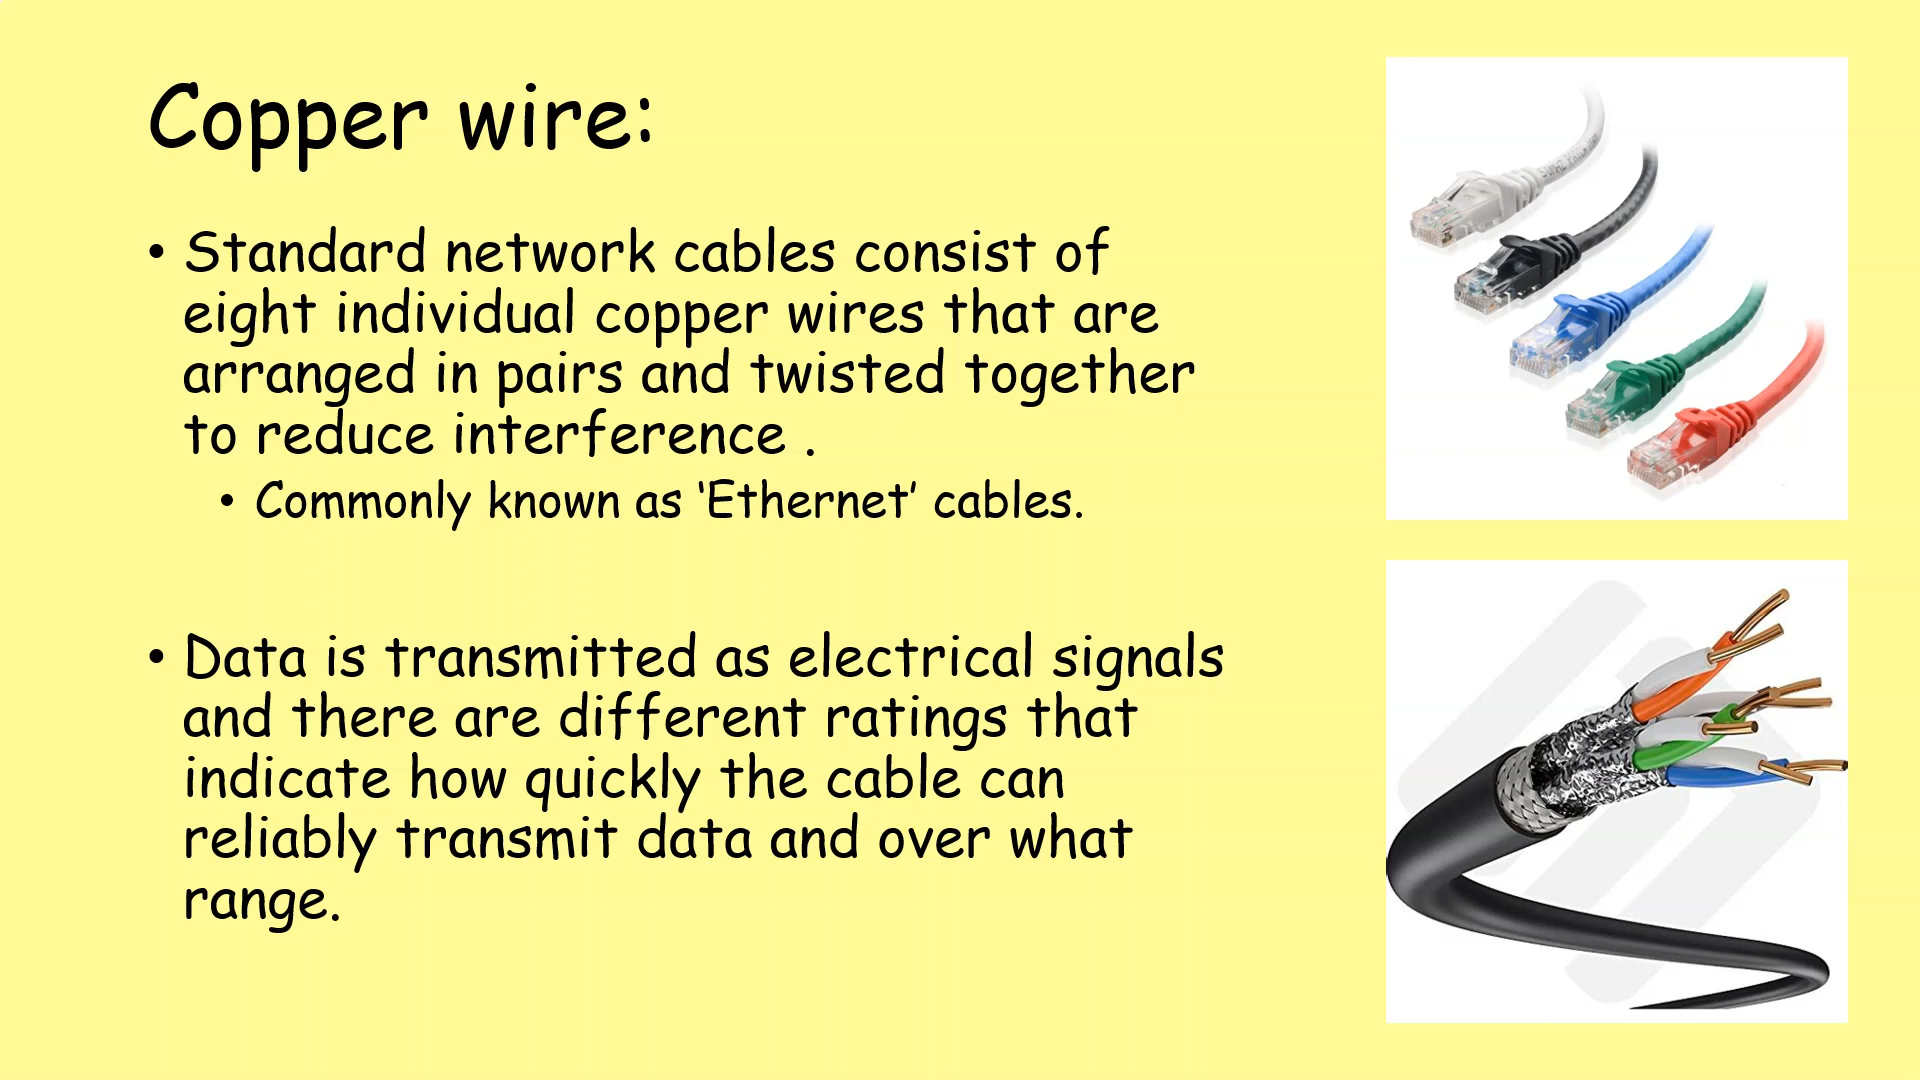 Copper wire:
• Standard network cables consist of
eight individual copper wires that are
arranged in pairs and twisted together
to reduce interference .
• Commonly known as ‘Ethernet’ cables.
• Data is transmitted as electrical signals
and there are different ratings that
indicate how quickly the cable can
reliably transmit data and over what
range.